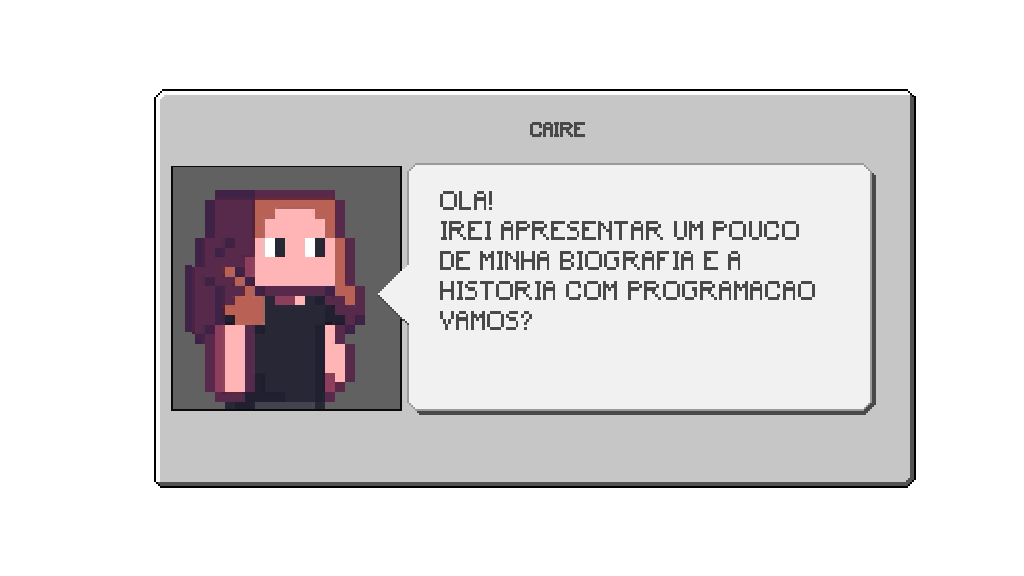 CAIRE
OLA!
IREI APRESENTAR UM POUCO
DE MINHA BIOGRAFIA E A
HISTORIA COM PROGRAMACAO
VAMOS?